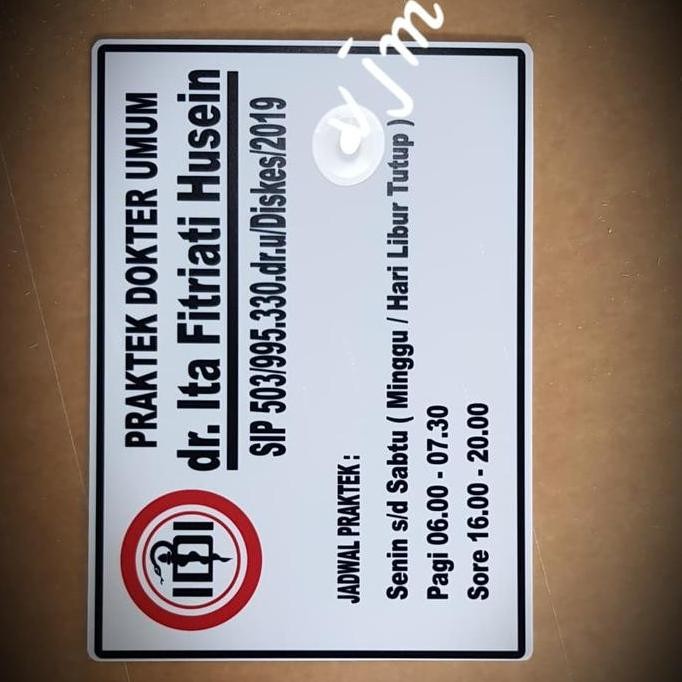 PRAKTEK DOKTER UMUM
dr. Ita Fitriati Husein
SIP 503/995.330.dr.u/Diskes/2019
IDI
JADWAL PRAKTEK :
Senin s/d Sabtu ( Minggu / Hari Libur Tutup )
Pagi 06.00 - 07.30
Sore 16.00 - 20.00